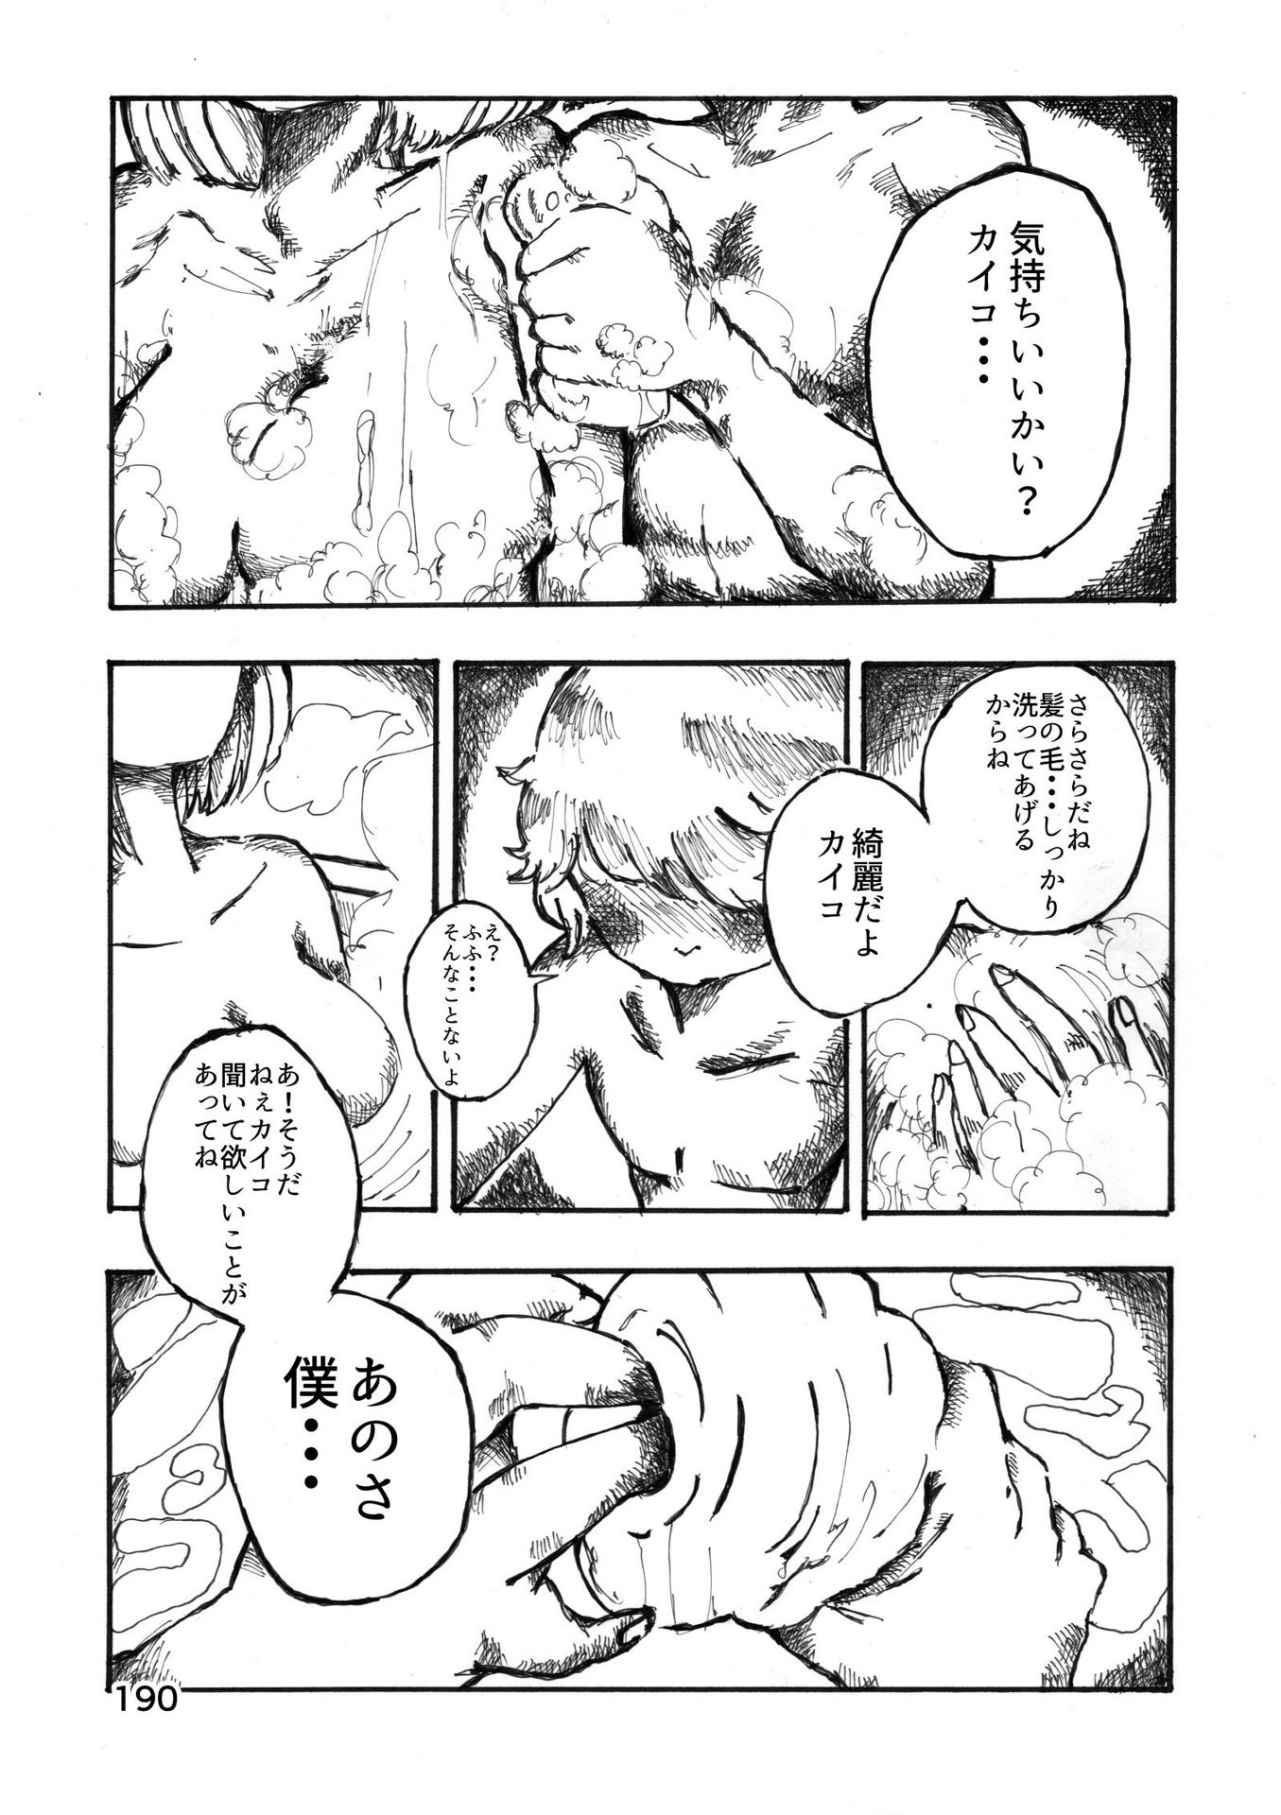 気持ちいいかい？
カイコ・・・
さらさらだね
髪の毛・・・しっかり
洗ってあげる
からね
綺麗だよ
カイコ
え？
ふふ・・・
そんなことないよ
あ！そうだ
ねぇカイコ
聞いて欲しいことが
あってね
あのさ
僕・・・
190